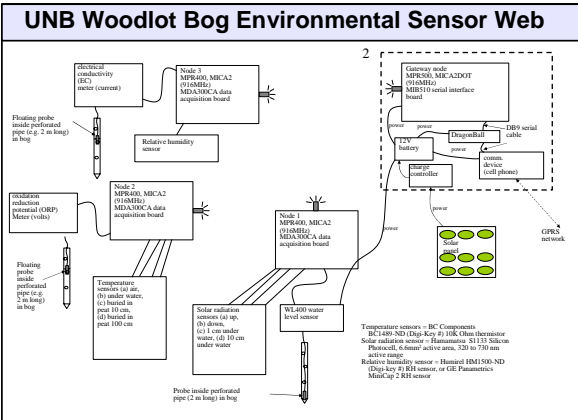 UNB Woodlot Bog Environmental Sensor Web
electrical
conductivity
(EC)
meter (current)
Node 3
MPR400, MICA2
(916MHz)
MDA300CA data
acquisition board
2
Gateway node
MPR500, MICA2DOT
(916MHz)
MIB510 serial interface
board
Floating probe
inside perforated
pipe (e.g. 2 m long)
in bog
Relative humidity
sensor
power
power
power
power
12V
battery
DragonBall
DB9 serial
cable
charge
controller
comm.
device
(cell phone)
oxidation
reduction
potential (ORP)
Meter (volts)
Node 2
MPR400, MICA2
(916MHz)
MDA300CA data
acquisition board
Node 1
MPR400, MICA2
(916MHz)
MDA300CA data
acquisition board
power
power
GPRS
network
Solar
panel
Floating
probe
inside
perforated
pipe (e.g.
2 m long)
in bog
Temperature
sensors (a) air,
(b) under water,
(c) buried in
peat 10 cm,
(d) buried in
peat 100 cm
Solar radiation
sensors (a) up,
(b) down,
(c) 1 cm under
water, (d) 10 cm
under water
WL400 water
level sensor
Probe inside perforated
pipe (2 m long) in bog
Temperature sensors = BC Components
BC1489-ND (Digi-Key #) 10K Ohm thermistor
Solar radiation sensor = Hamamatsu S1133 Silicon
Photocell, 6.6mm² active area, 320 to 730 nm
active range
Relative humidity sensor = Humirel HM1500-ND
(Digi-key #) RH sensor, or GE Panametrics
MiniCap 2 RH sensor